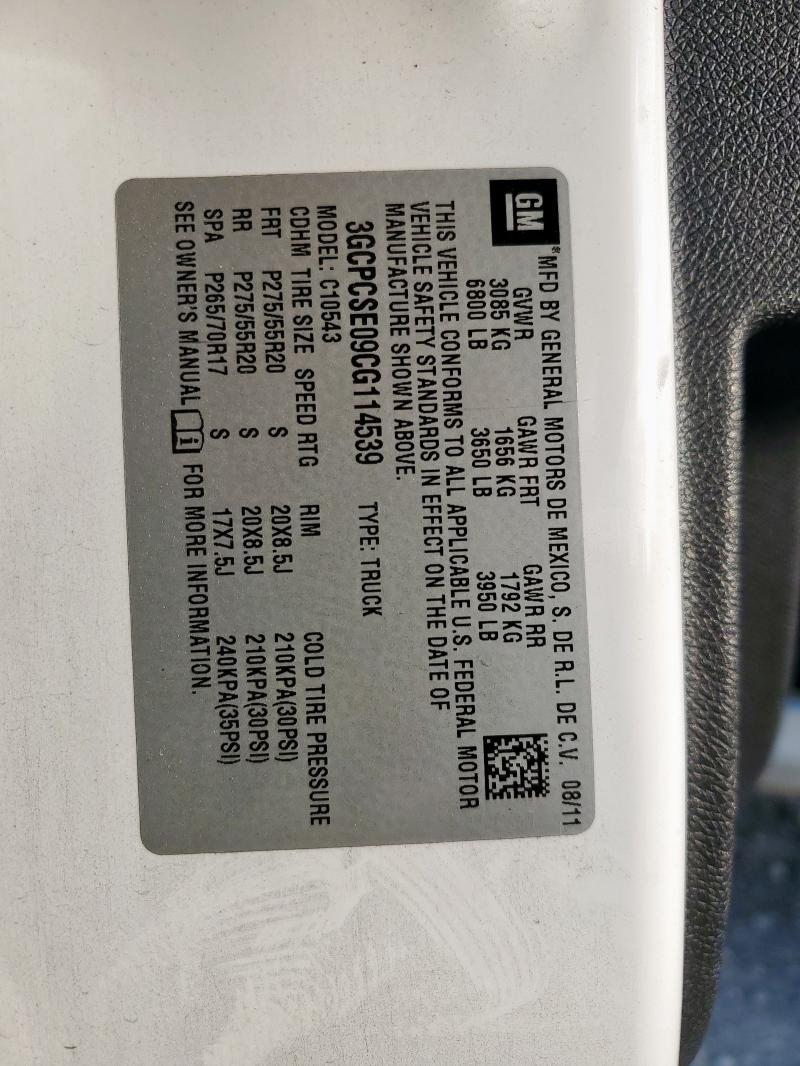 GM
® MFD BY GENERAL MOTORS DE MEXICO, S. DE R.L. DE C.V. 08/11
GVWR GAWR FRT GAWR RR
3085 KG 1656 KG 1792 KG
6800 LB 3650 LB 3950 LB
THIS VEHICLE CONFORMS TO ALL APPLICABLE U.S. FEDERAL MOTOR
VEHICLE SAFETY STANDARDS IN EFFECT ON THE DATE OF
MANUFACTURE SHOWN ABOVE.
3GCPCSE09CG114539 TYPE: TRUCK
MODEL: C10543
CDHM TIRE SIZE SPEED RTG RIM COLD TIRE PRESSURE
FRT P275/55R20 S 20X8.5J 210KPA(30PSI)
RR P275/55R20 S 20X8.5J 210KPA(30PSI)
SPA P265/70R17 S 17X7.5J 240KPA(35PSI)
SEE OWNER'S MANUAL i FOR MORE INFORMATION.